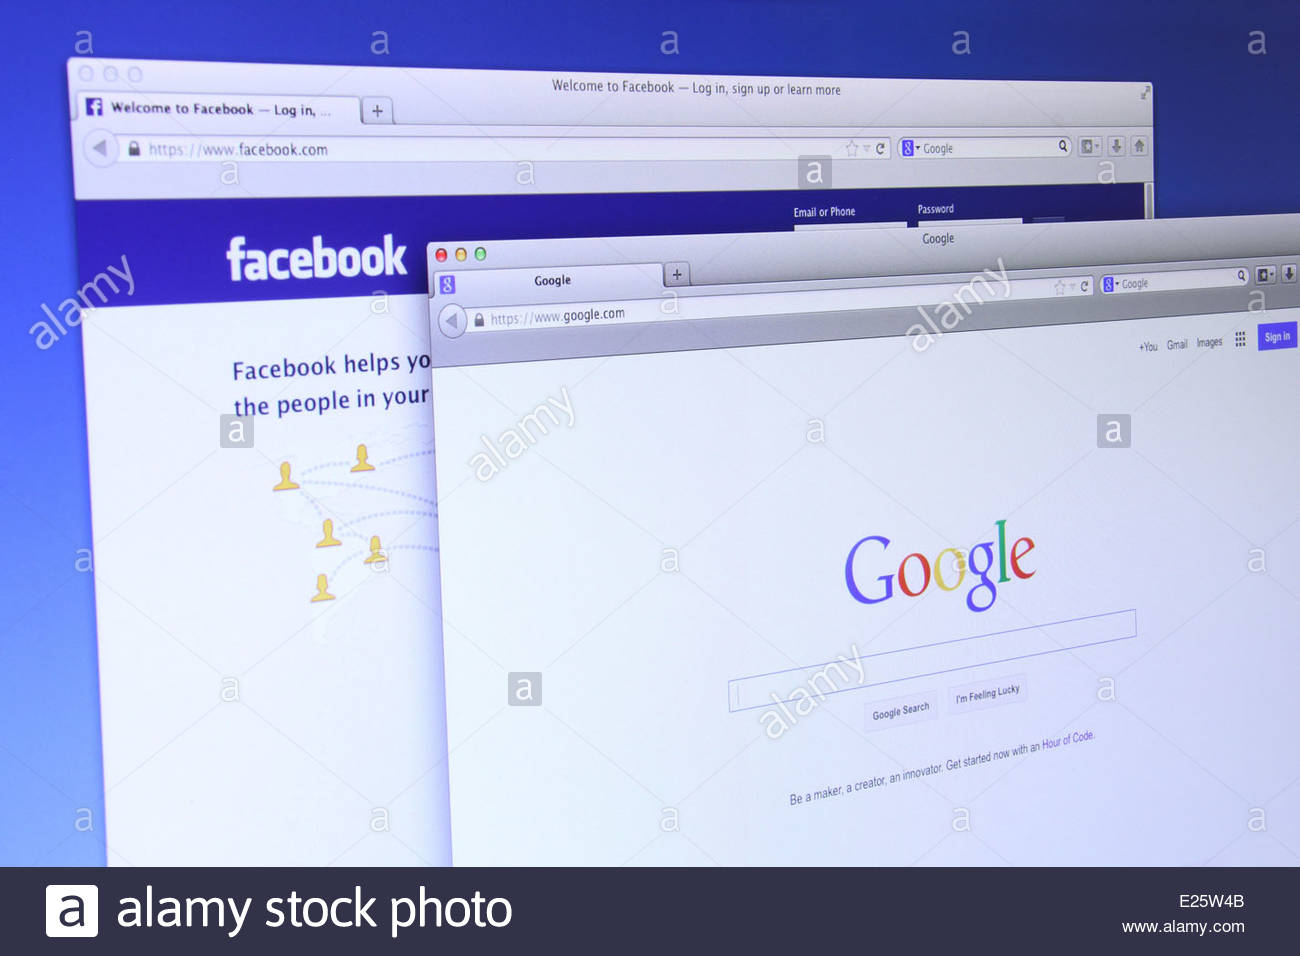 Welcome to Facebook — Log in, sign up or learn more
Welcome to Facebook — Log in, ...
https://www.facebook.com
Google
Email or Phone
Password
facebook
Facebook helps yo
the people in your
Google
Google
https://www.google.com
Google
+You Gmail Images Sign in
Google
Google Search I'm Feeling Lucky
Be a maker, a creator, an innovator. Get started now with an Hour of Code.
alamy
alamy
alamy
alamy
a alamy stock photo
E25W4B
www.alamy.com